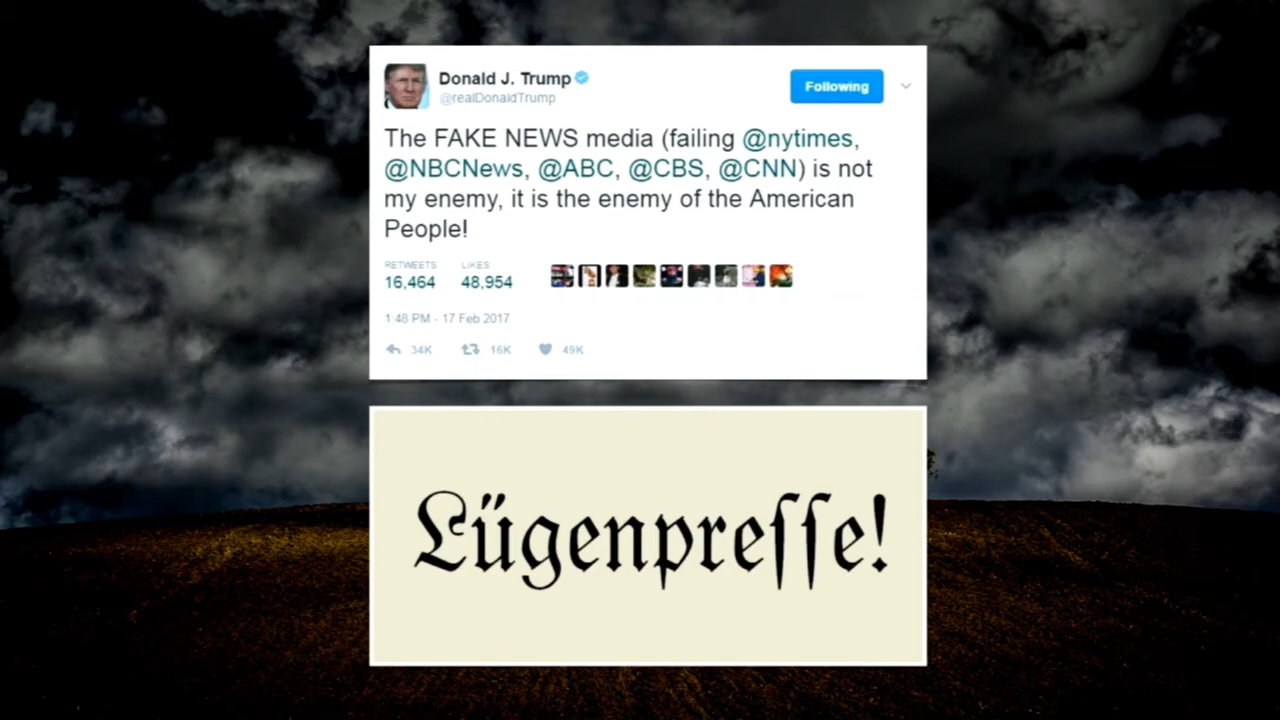 Donald J. Trump
@realDonaldTrump
Following
The FAKE NEWS media (failing @nytimes,
@NBCNews, @ABC, @CBS, @CNN) is not
my enemy, it is the enemy of the American
People!
RETWEETS LIKES
16,464 48,954
1:48 PM - 17 Feb 2017
34K 16K 49K
Lügenpreſſe!